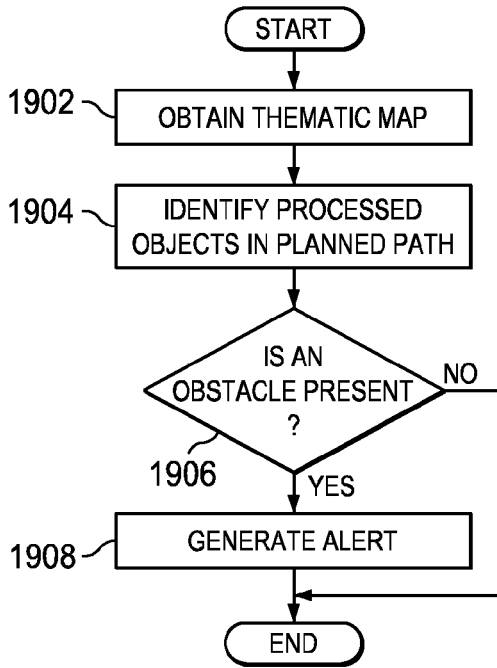 START
1902
OBTAIN THEMATIC MAP
1904
IDENTIFY PROCESSED
OBJECTS IN PLANNED PATH
IS AN
OBSTACLE PRESENT
?
NO
1906
YES
1908
GENERATE ALERT
END